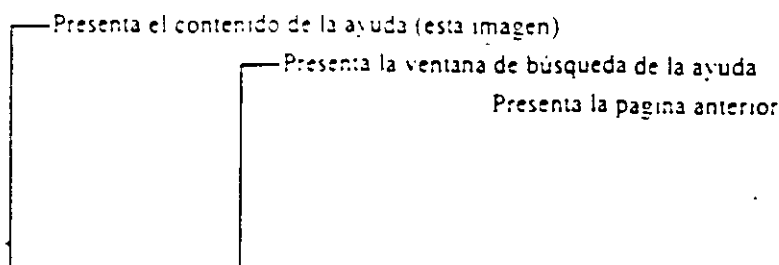 Presenta el contenido de la ayuda (esta imagen)
Presenta la ventana de búsqueda de la ayuda
Presenta la pagina anterior